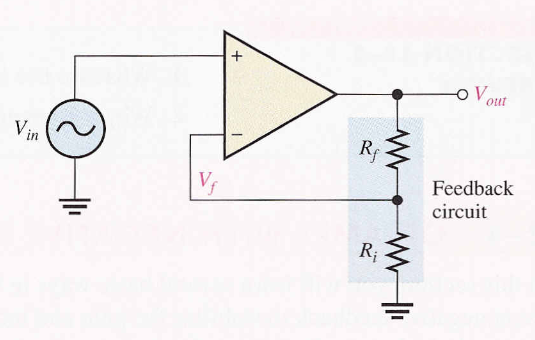 +
V_out
V_in
−
R_f
V_f
Feedback
circuit
R_i